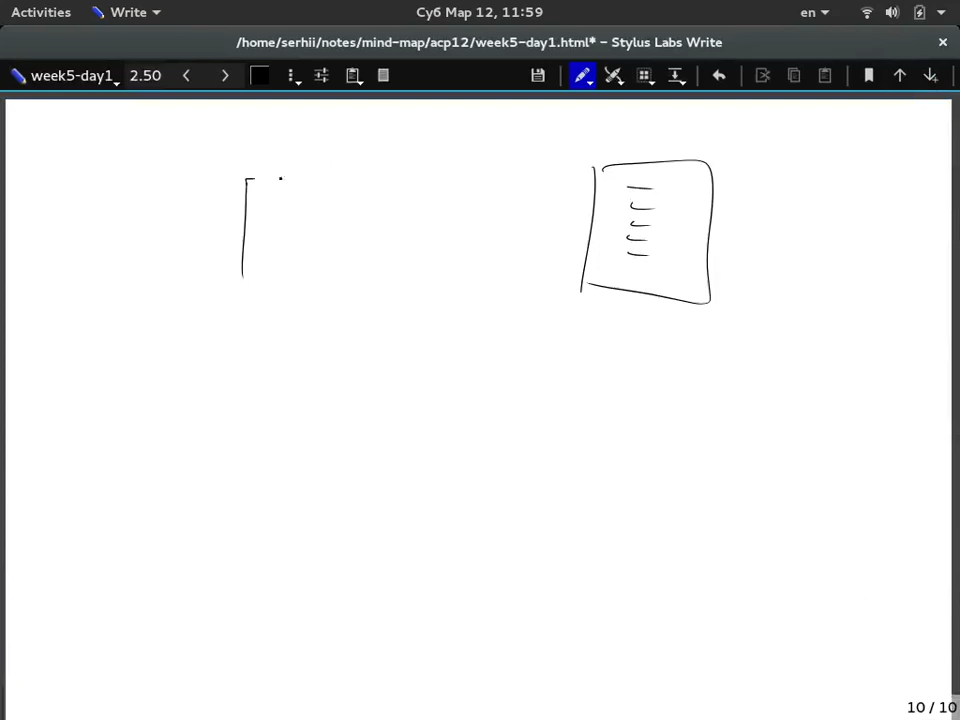 Activities Write Суб Мар 12, 11:59 en
/home/serhii/notes/mind-map/acp12/week5-day1.html* – Stylus Labs Write
week5-day1 2.50
10 / 10